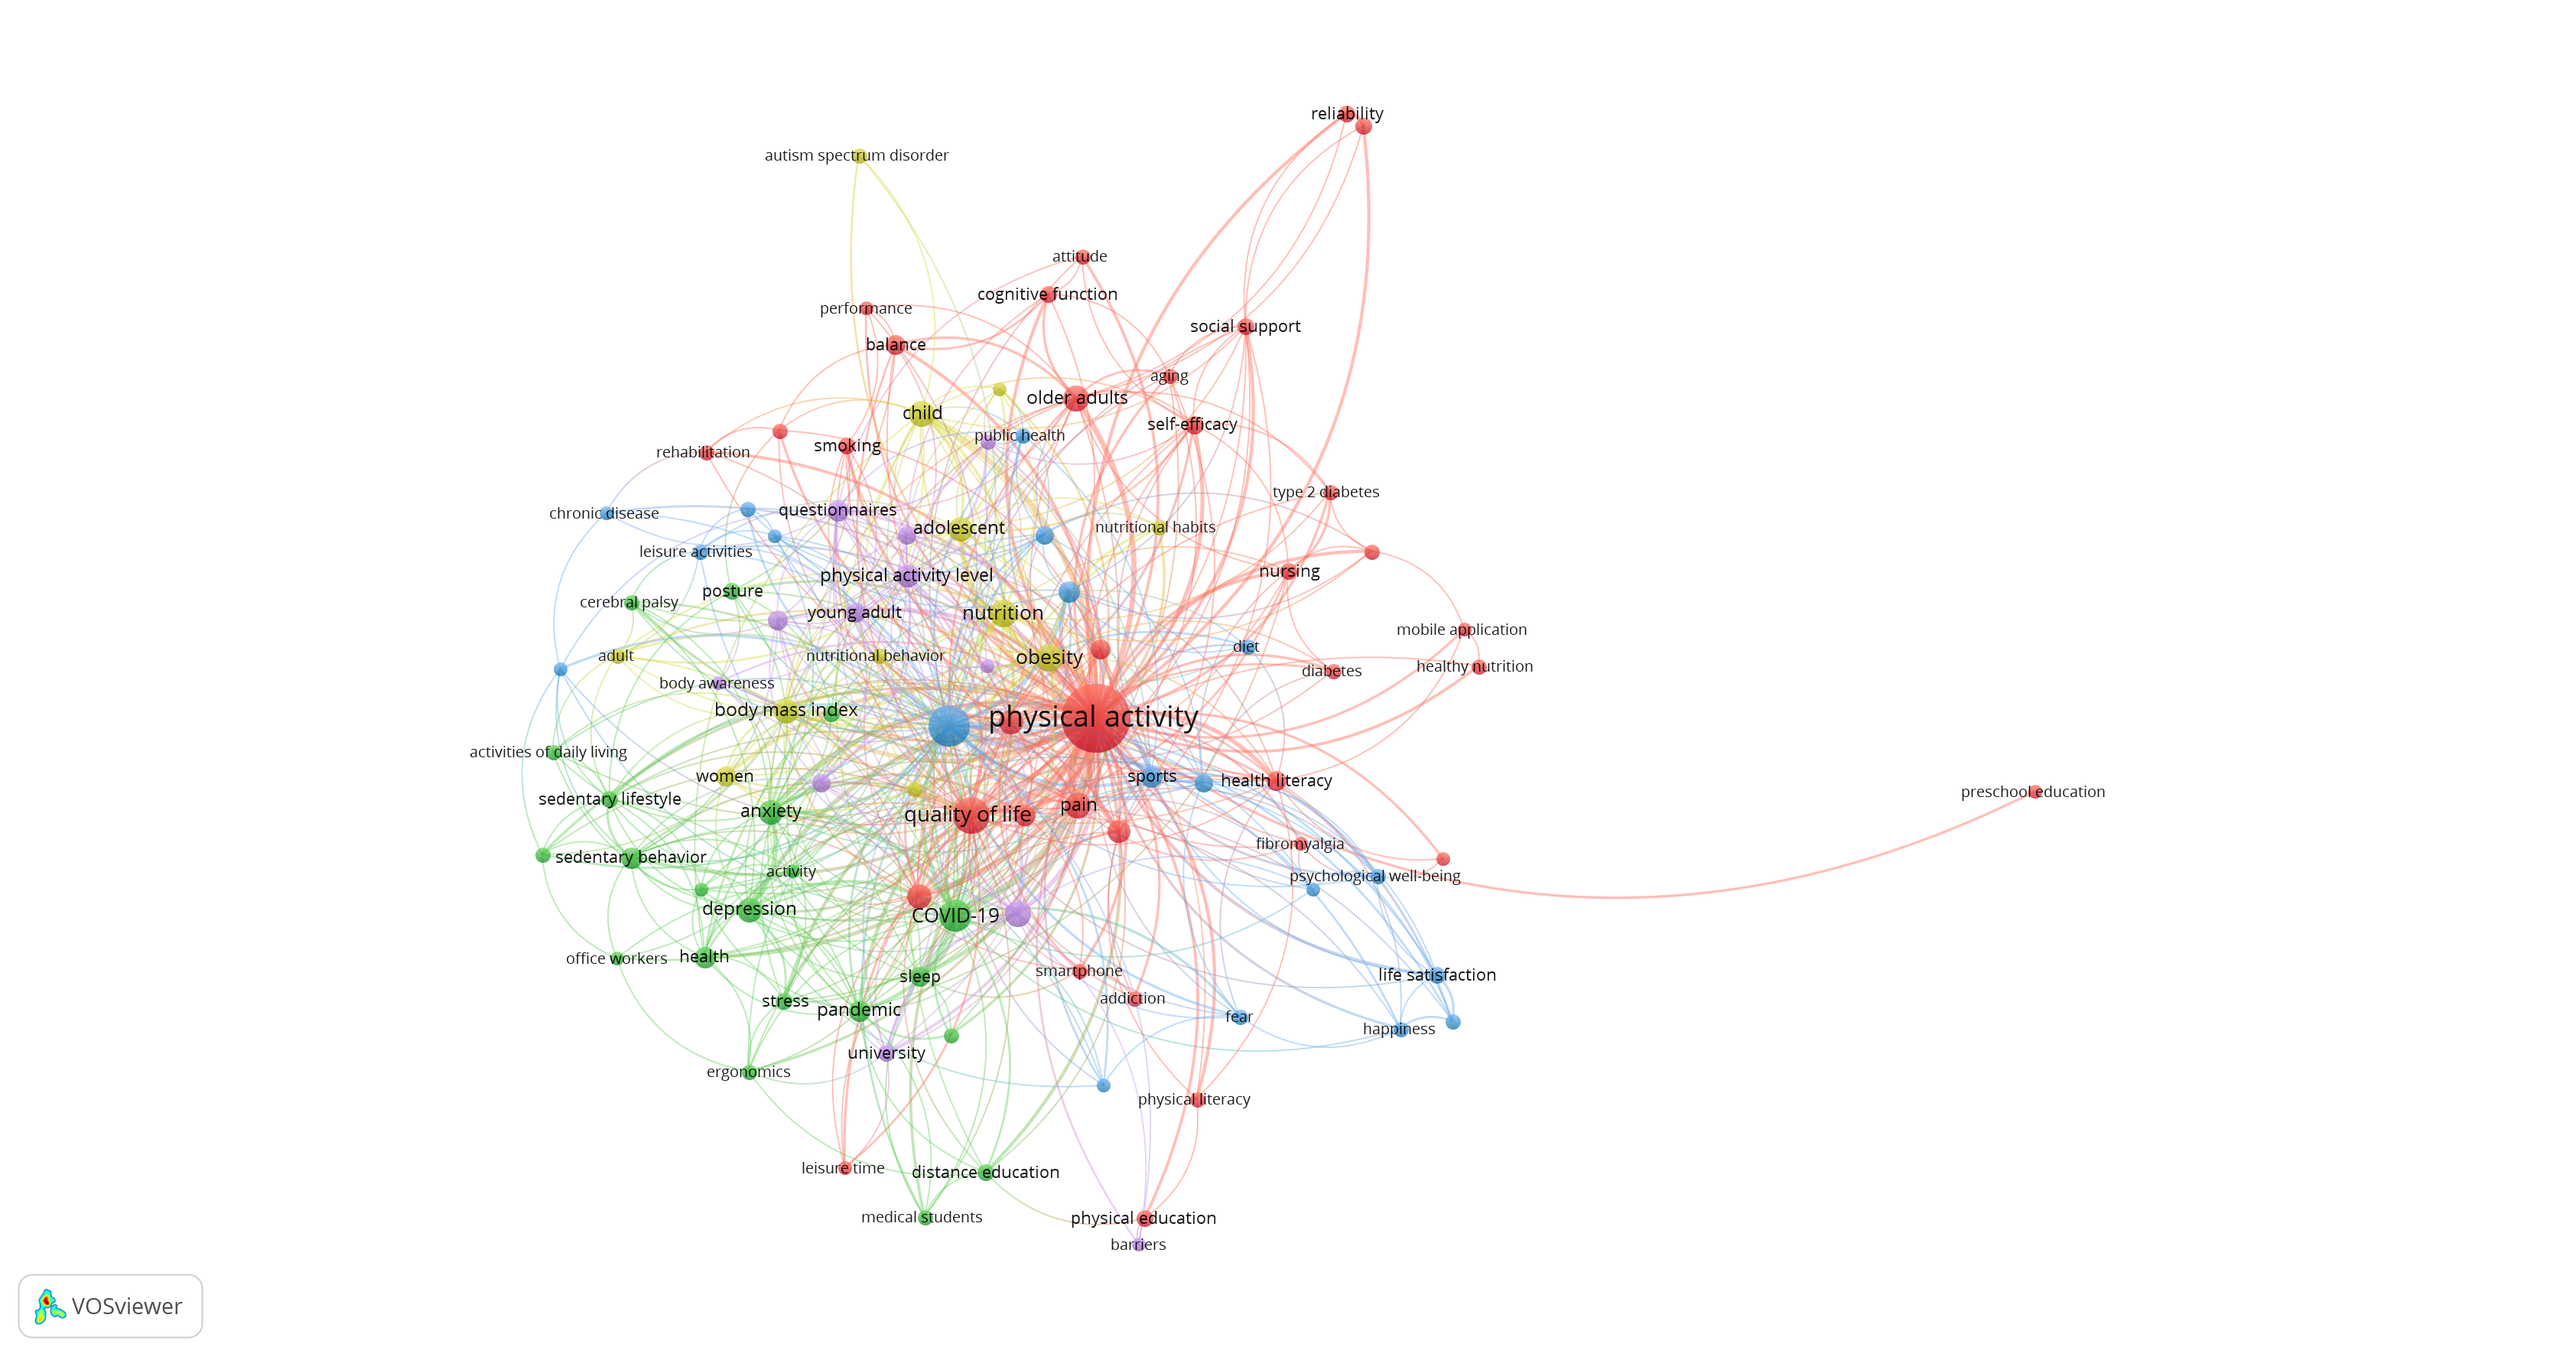 reliability
autism spectrum disorder
attitude
cognitive function
performance
social support
balance
aging
older adults
child
self-efficacy
public health
smoking
rehabilitation
type 2 diabetes
questionnaires
chronic disease
adolescent
nutritional habits
leisure activities
nursing
physical activity level
posture
cerebral palsy
young adult
nutrition
mobile application
diet
adult
nutritional behavior
obesity
healthy nutrition
diabetes
body awareness
body mass index
physical activity
activities of daily living
women
sports
health literacy
preschool education
sedentary lifestyle
pain
anxiety
quality of life
fibromyalgia
sedentary behavior
activity
psychological well-being
depression
COVID-19
office workers
health
smartphone
sleep
life satisfaction
addiction
stress
pandemic
fear
happiness
university
ergonomics
physical literacy
leisure time
distance education
medical students
physical education
barriers
VOSviewer